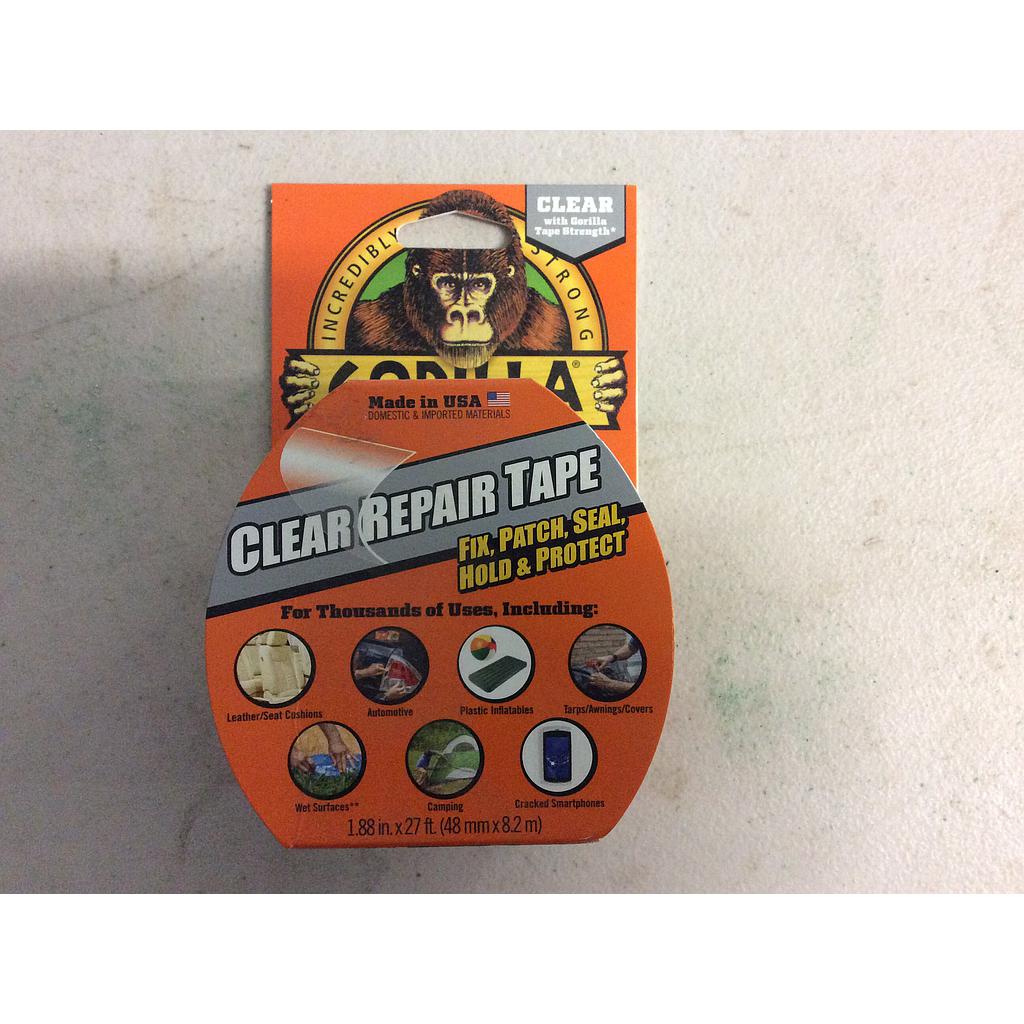 CLEAR
with Gorilla
Tape Strength*
INCREDIBLY STRONG
GORILLA®
Made in USA
DOMESTIC & IMPORTED MATERIALS
CLEAR REPAIR TAPE
FIX, PATCH, SEAL,
HOLD & PROTECT
For Thousands of Uses, Including:
Leather/Seat Cushions Automotive Plastic Inflatables Tarps/Awnings/Covers
Wet Surfaces** Camping Cracked Smartphones
1.88 in. x 27 ft. (48 mm x 8.2 m)